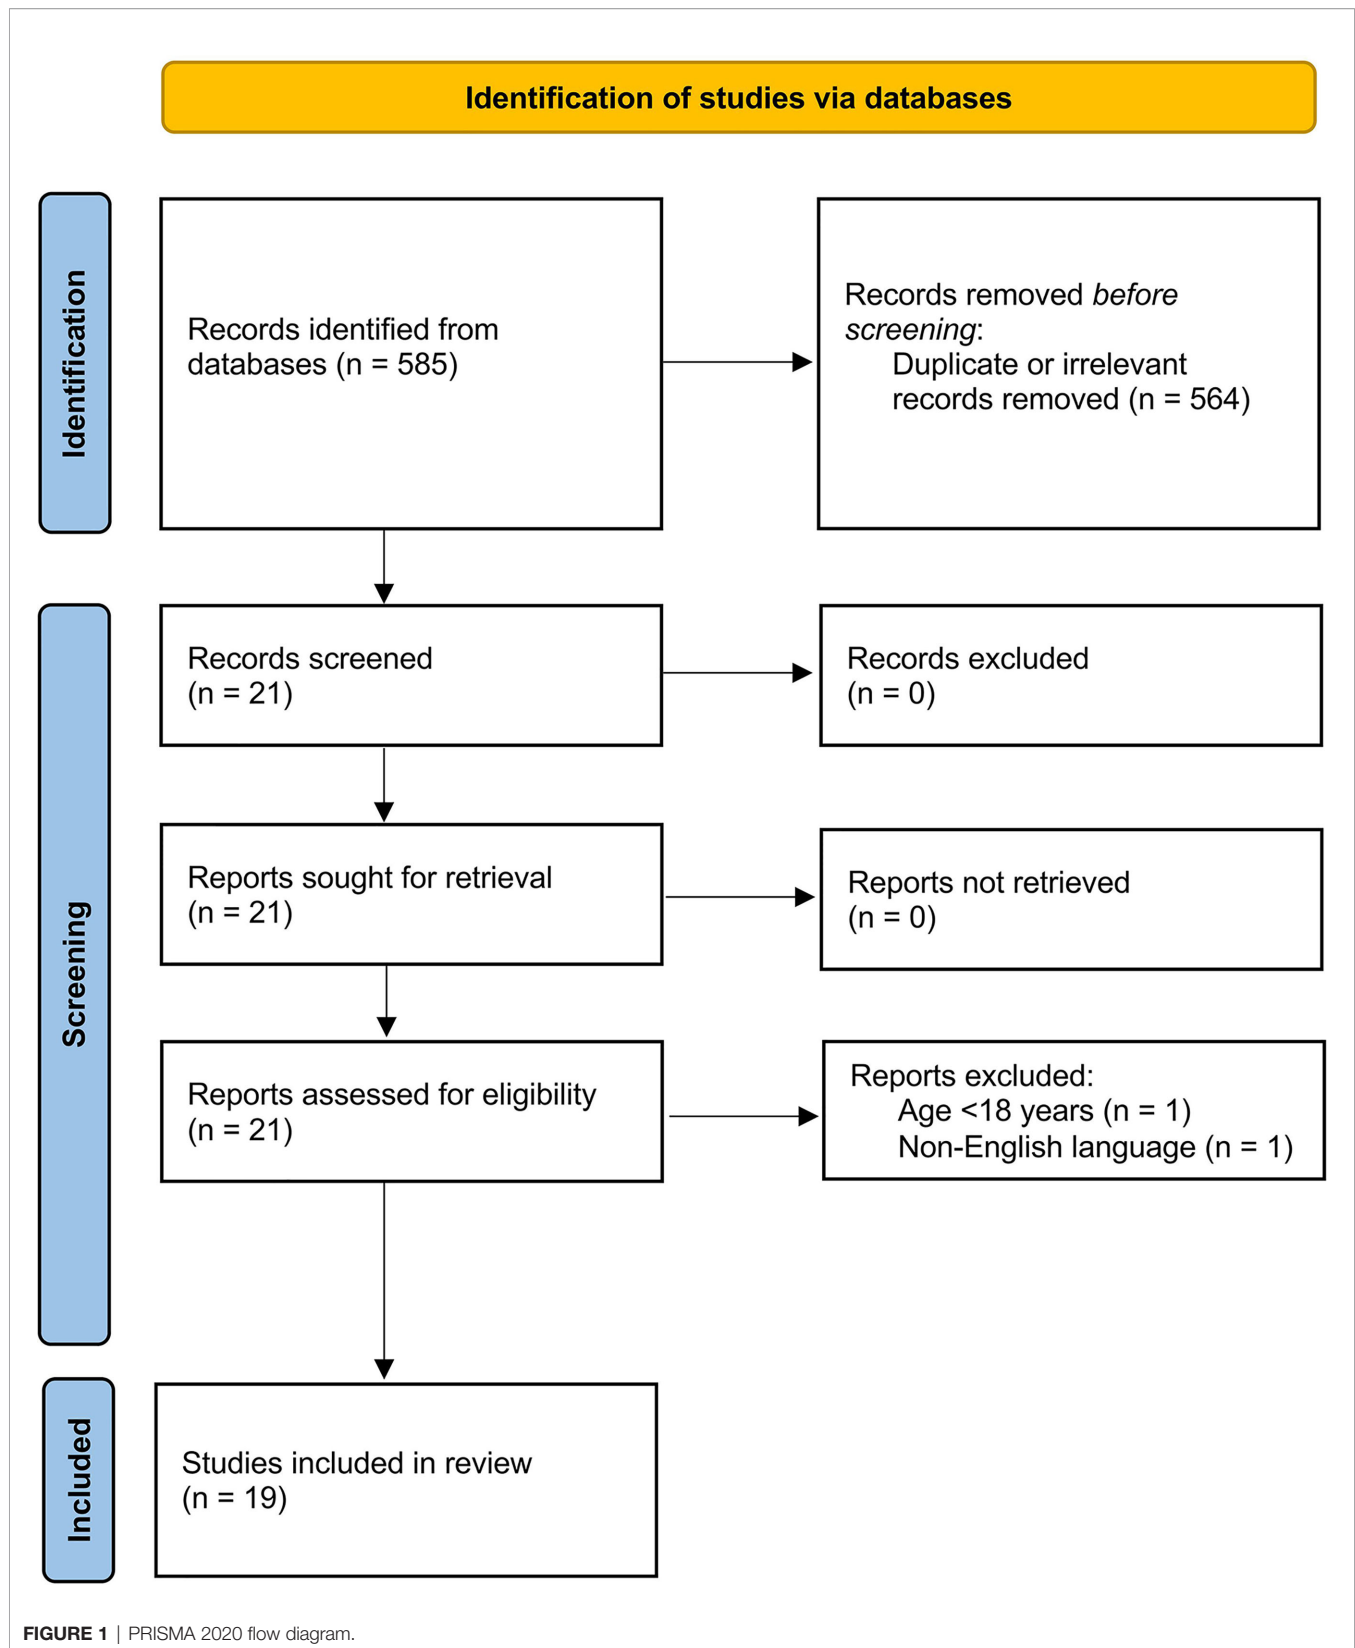 Identification of studies via databases
Identification
Records identified from
databases (n = 585)
Records removed before
screening:
Duplicate or irrelevant
records removed (n = 564)
Screening
Records screened
(n = 21)
Records excluded
(n = 0)
Reports sought for retrieval
(n = 21)
Reports not retrieved
(n = 0)
Reports assessed for eligibility
(n = 21)
Reports excluded:
Age <18 years (n = 1)
Non-English language (n = 1)
Included
Studies included in review
(n = 19)
FIGURE 1 | PRISMA 2020 flow diagram.